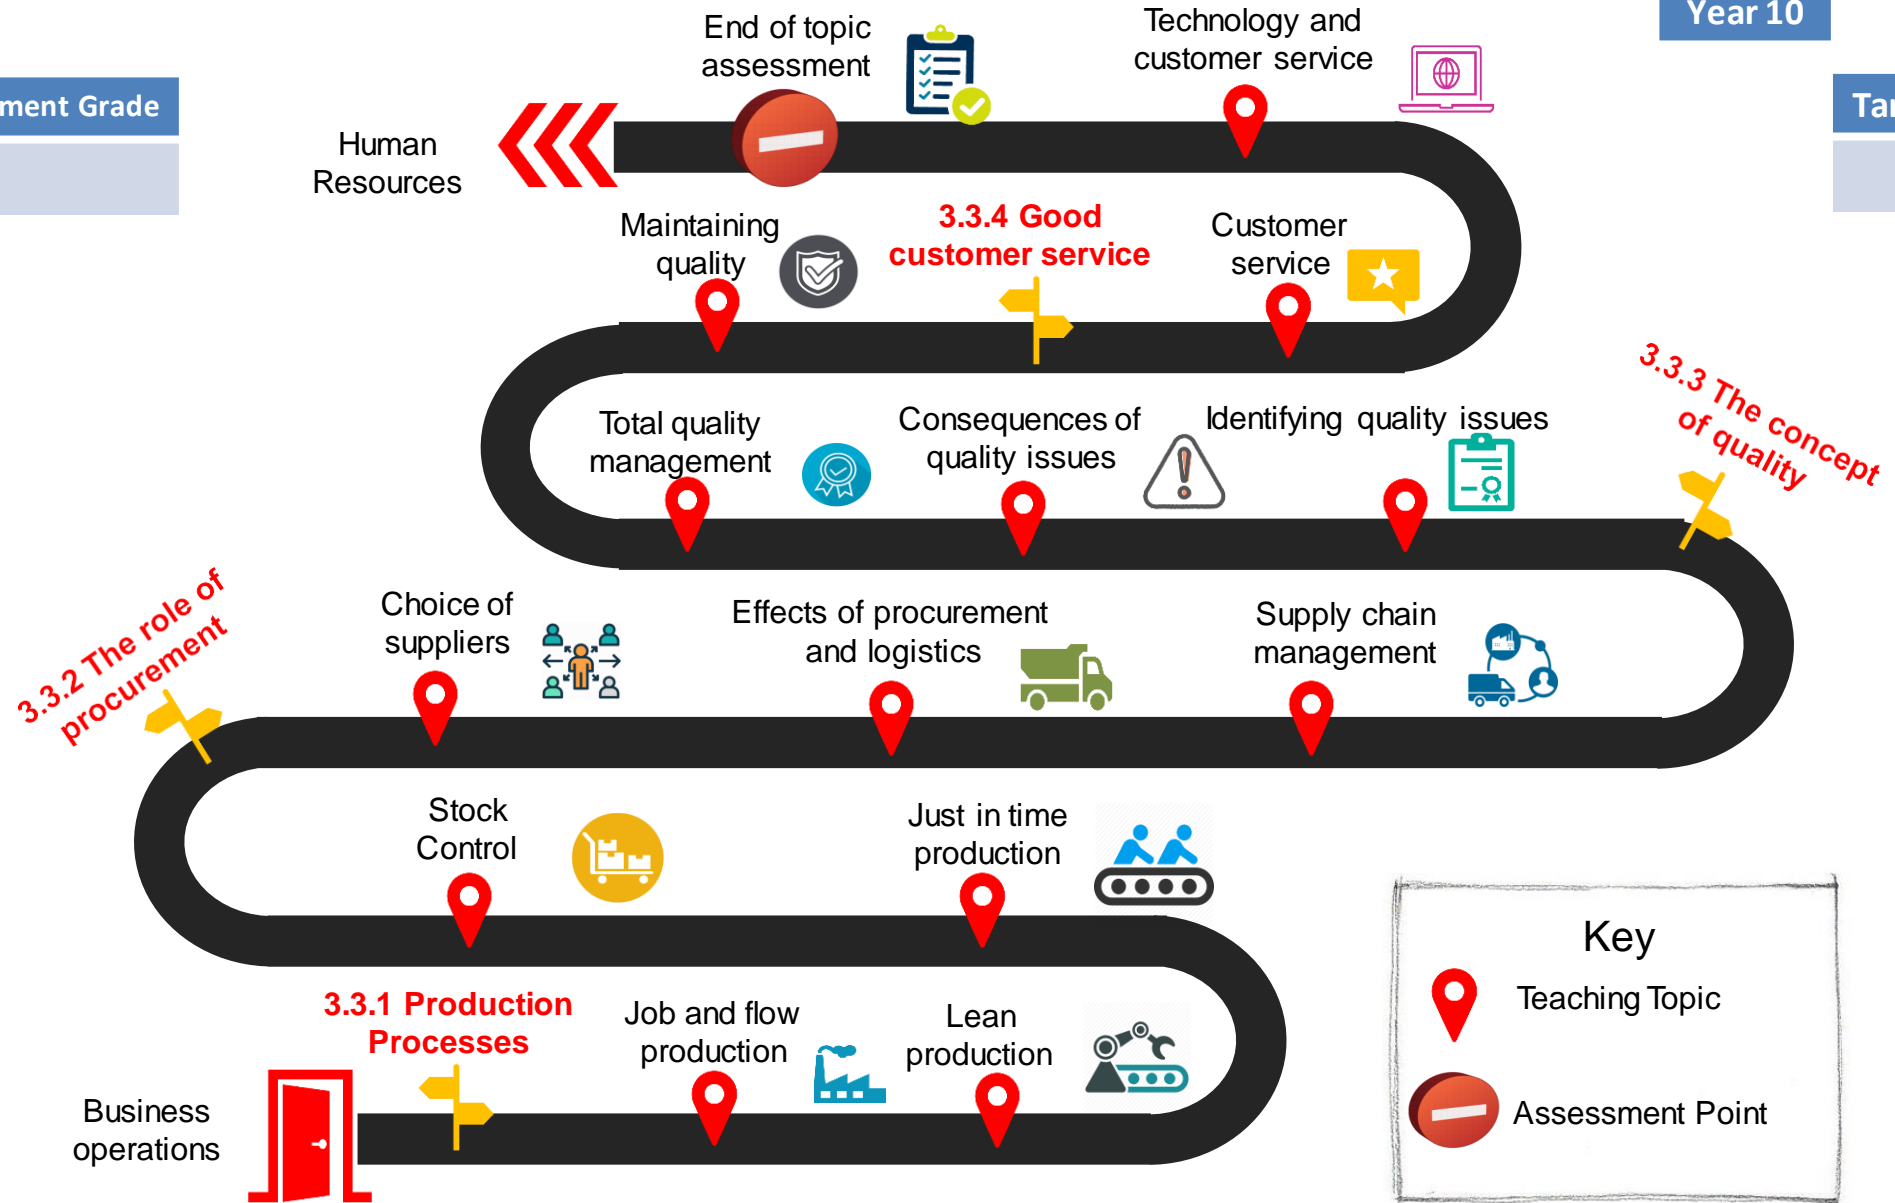 Year 10
End of topic
assessment
Technology and
customer service
ment Grade
Tar
Human
Resources
Maintaining
quality
3.3.4 Good
customer service
Customer
service
3.3.3 The concept
of quality
Total quality
management
Consequences of
quality issues
Identifying quality issues
3.3.2 The role of
procurement
Choice of
suppliers
Effects of procurement
and logistics
Supply chain
management
Stock
Control
Just in time
production
Key
Teaching Topic
Assessment Point
3.3.1 Production
Processes
Job and flow
production
Lean
production
Business
operations